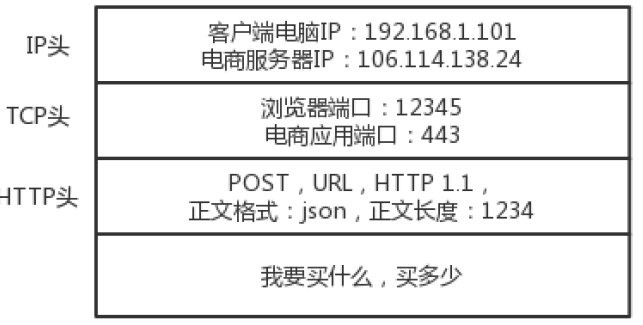 IP头
客户端电脑IP：192.168.1.101
电商服务器IP：106.114.138.24
TCP头
浏览器端口：12345
电商应用端口：443
HTTP头
POST，URL，HTTP 1.1，
正文格式：json，正文长度：1234
我要买什么，买多少